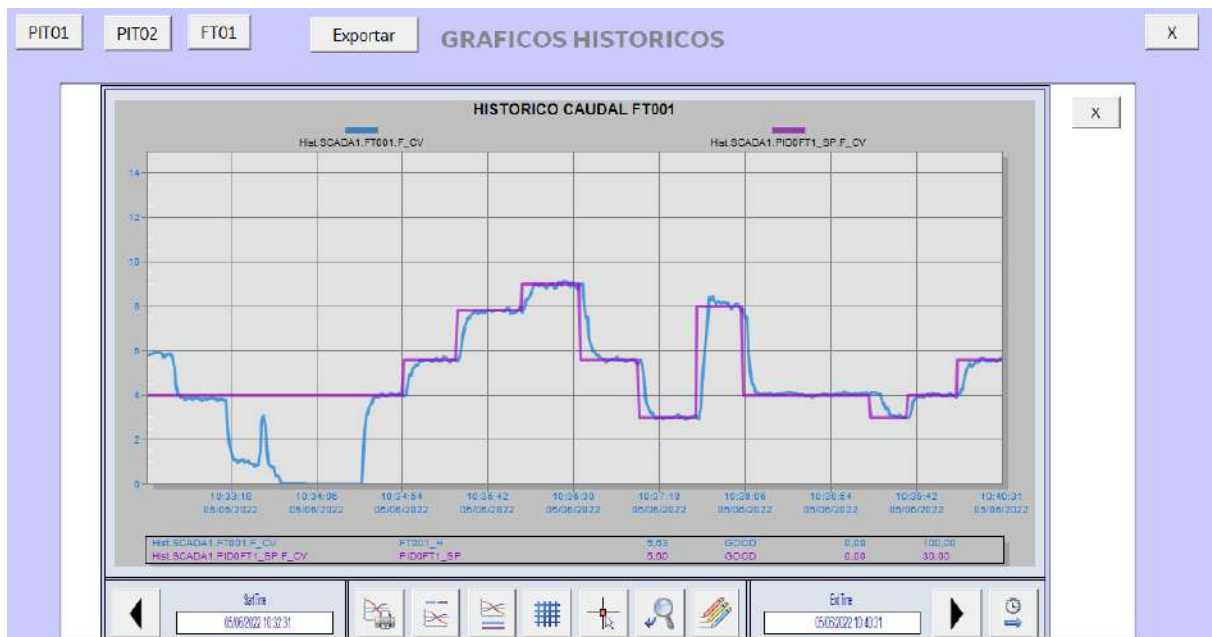 PIT01
PIT02
FT01
Exportar
GRAFICOS HISTORICOS
X
HISTORICO CAUDAL FT001
X
Hist.SCADA1.FT001.F_CV
Hist.SCADA1.PID0FT1_SP.F_CV
14
12
10
8
6
4
2
0
10:33:18
10:34:06
10:34:54
10:35:42
10:36:30
10:37:18
10:38:06
10:38:54
10:39:42
10:40:31
05/06/2022 05/06/2022 05/06/2022 05/06/2022 05/06/2022 05/06/2022 05/06/2022 05/06/2022 05/06/2022 05/06/2022
Hist.SCADA1.FT001.F_CV FT001_H 5,63 GOOD 0,00 100,00
Hist.SCADA1.PID0FT1_SP.F_CV PID0FT1_SP 5,60 GOOD 0,00 30,00
05/06/2022 10:32:31
05/06/2022 10:40:31